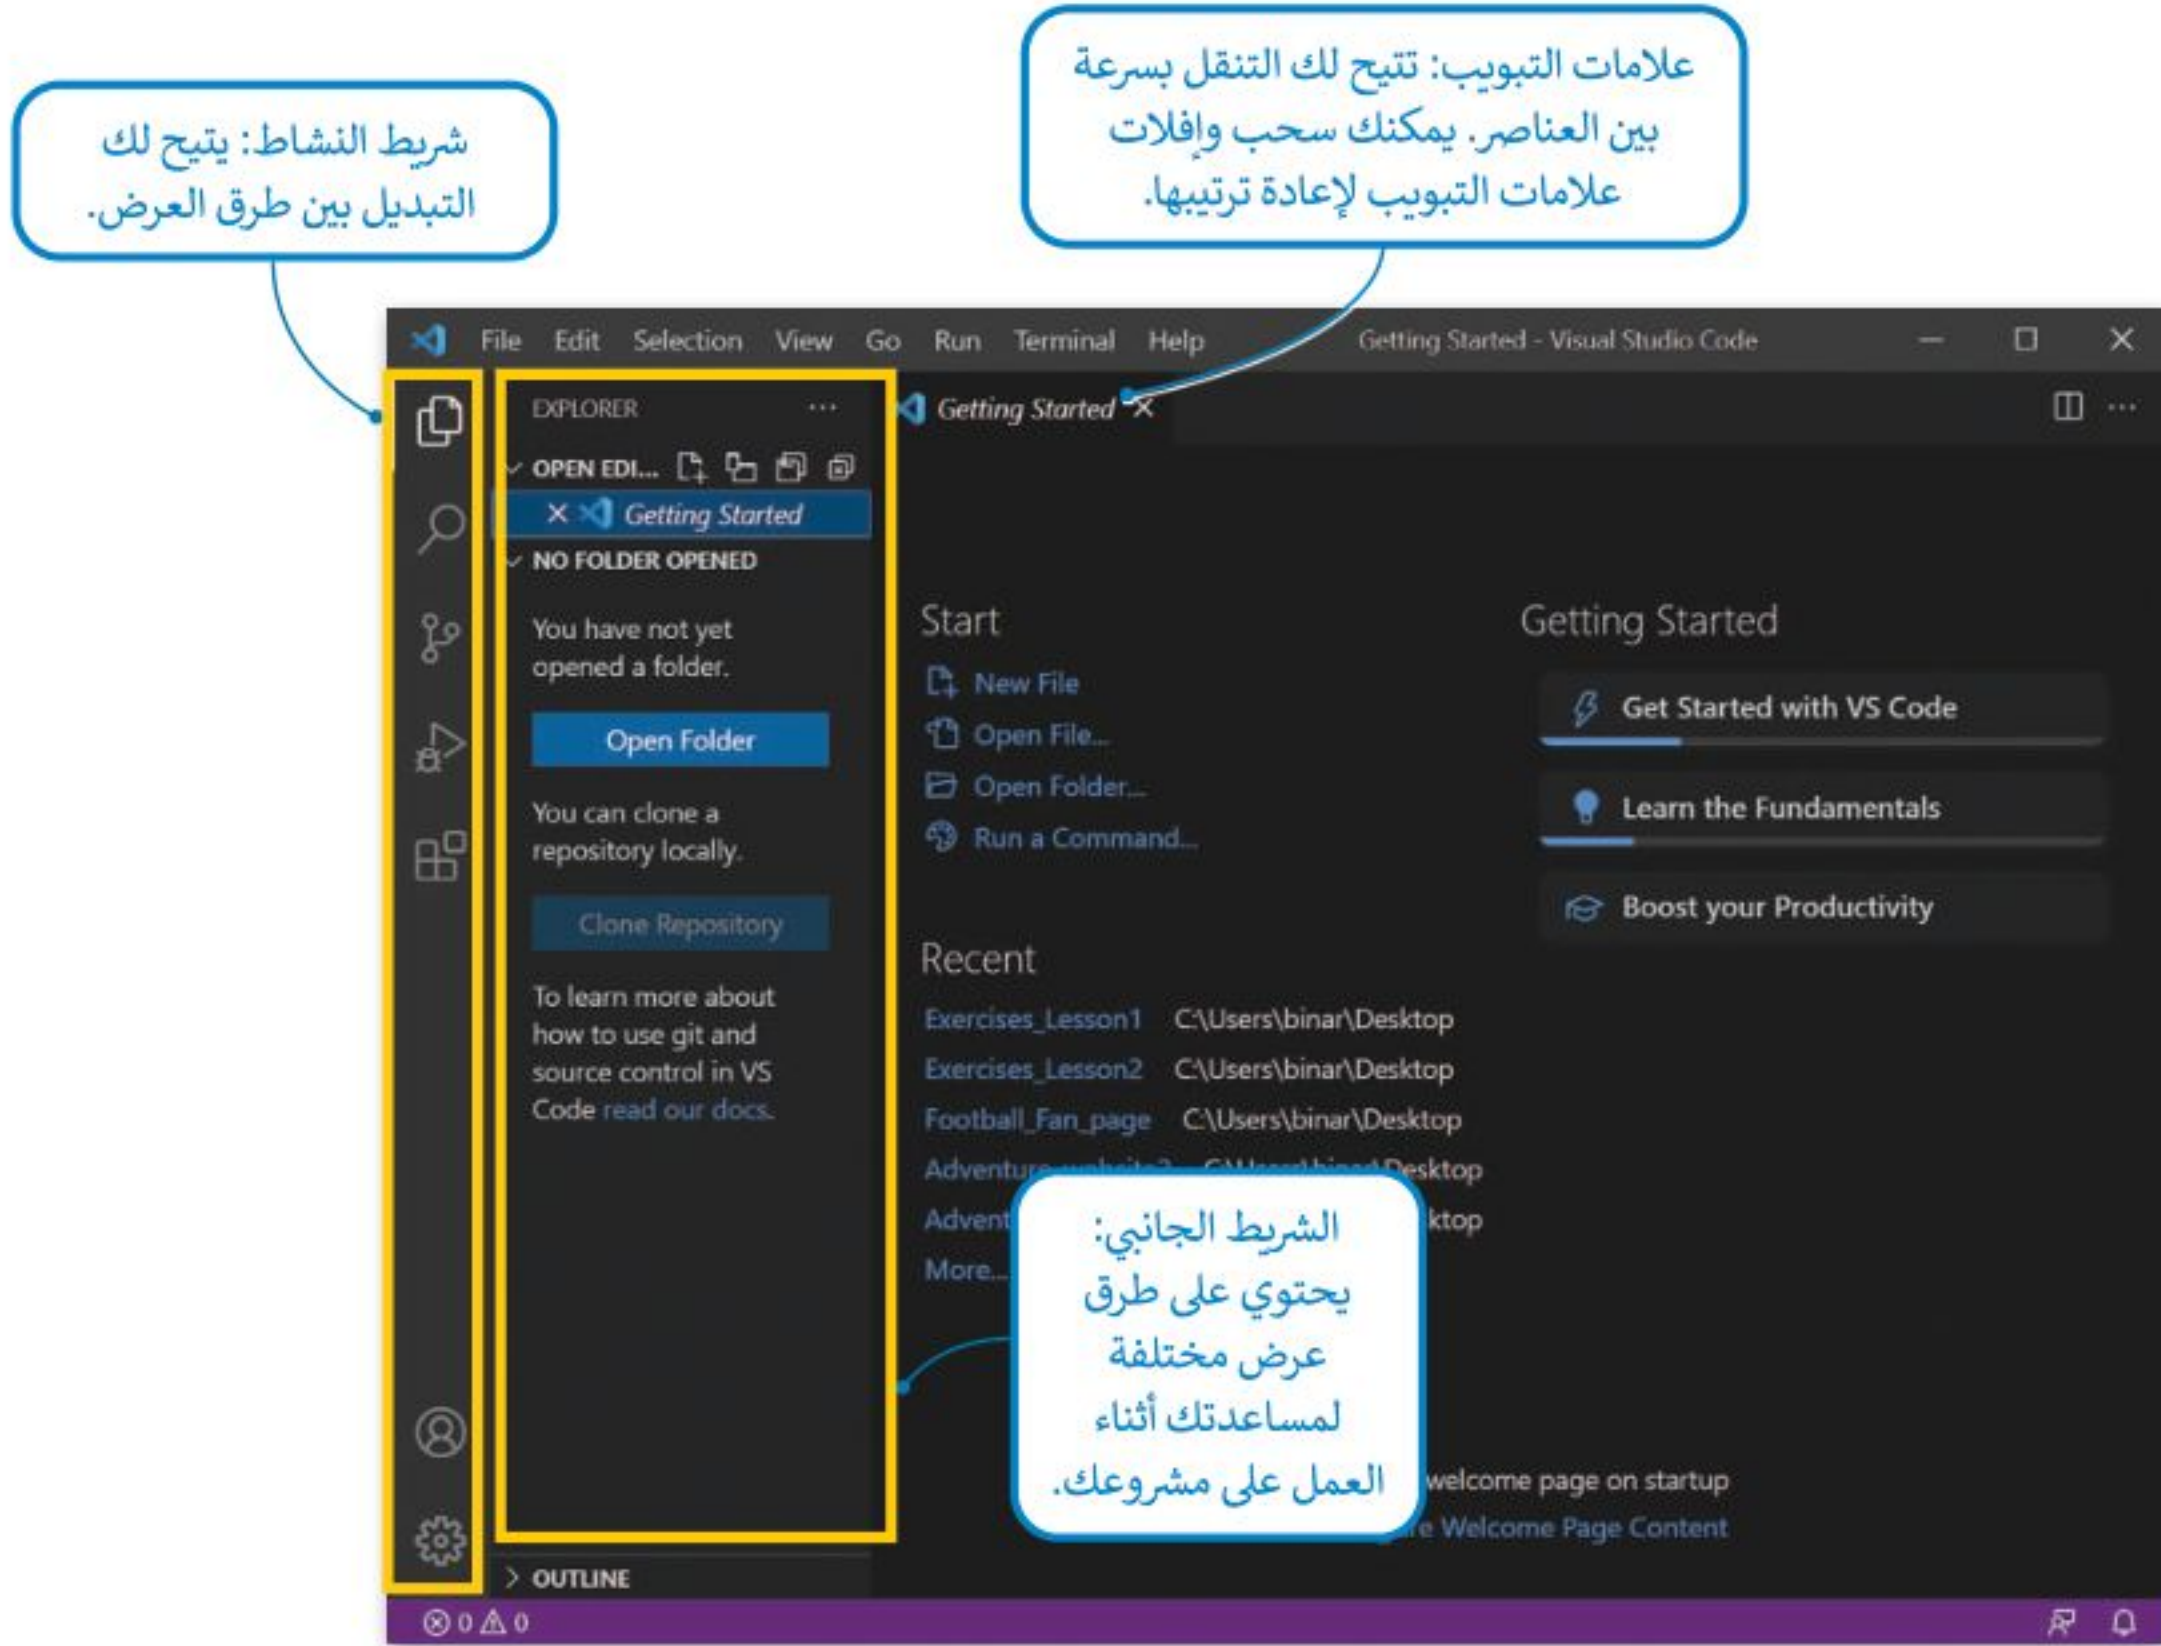 علامات التبويب: تتيح لك التنقل بسرعة
بين العناصر. يمكنك سحب وإفلات
علامات التبويب لإعادة ترتيبها.
شريط النشاط: يتيح لك
التبديل بين طرق العرض.
File Edit Selection View Go Run Terminal Help Getting Started - Visual Studio Code
EXPLORER
OPEN EDI...
Getting Started
NO FOLDER OPENED
You have not yet
opened a folder.
Open Folder
You can clone a
repository locally.
Clone Repository
To learn more about
how to use git and
source control in VS
Code read our docs.
OUTLINE
Getting Started
Start
New File
Open File...
Open Folder...
Run a Command...
Recent
Exercises_Lesson1 C:\Users\binar\Desktop
Exercises_Lesson2 C:\Users\binar\Desktop
Football_Fan_page C:\Users\binar\Desktop
More...
Getting Started
Get Started with VS Code
Learn the Fundamentals
Boost your Productivity
الشريط الجانبي:
يحتوي على طرق
عرض مختلفة
لمساعدتك أثناء
العمل على مشروعك.
welcome page on startup
Welcome Page Content
0 0